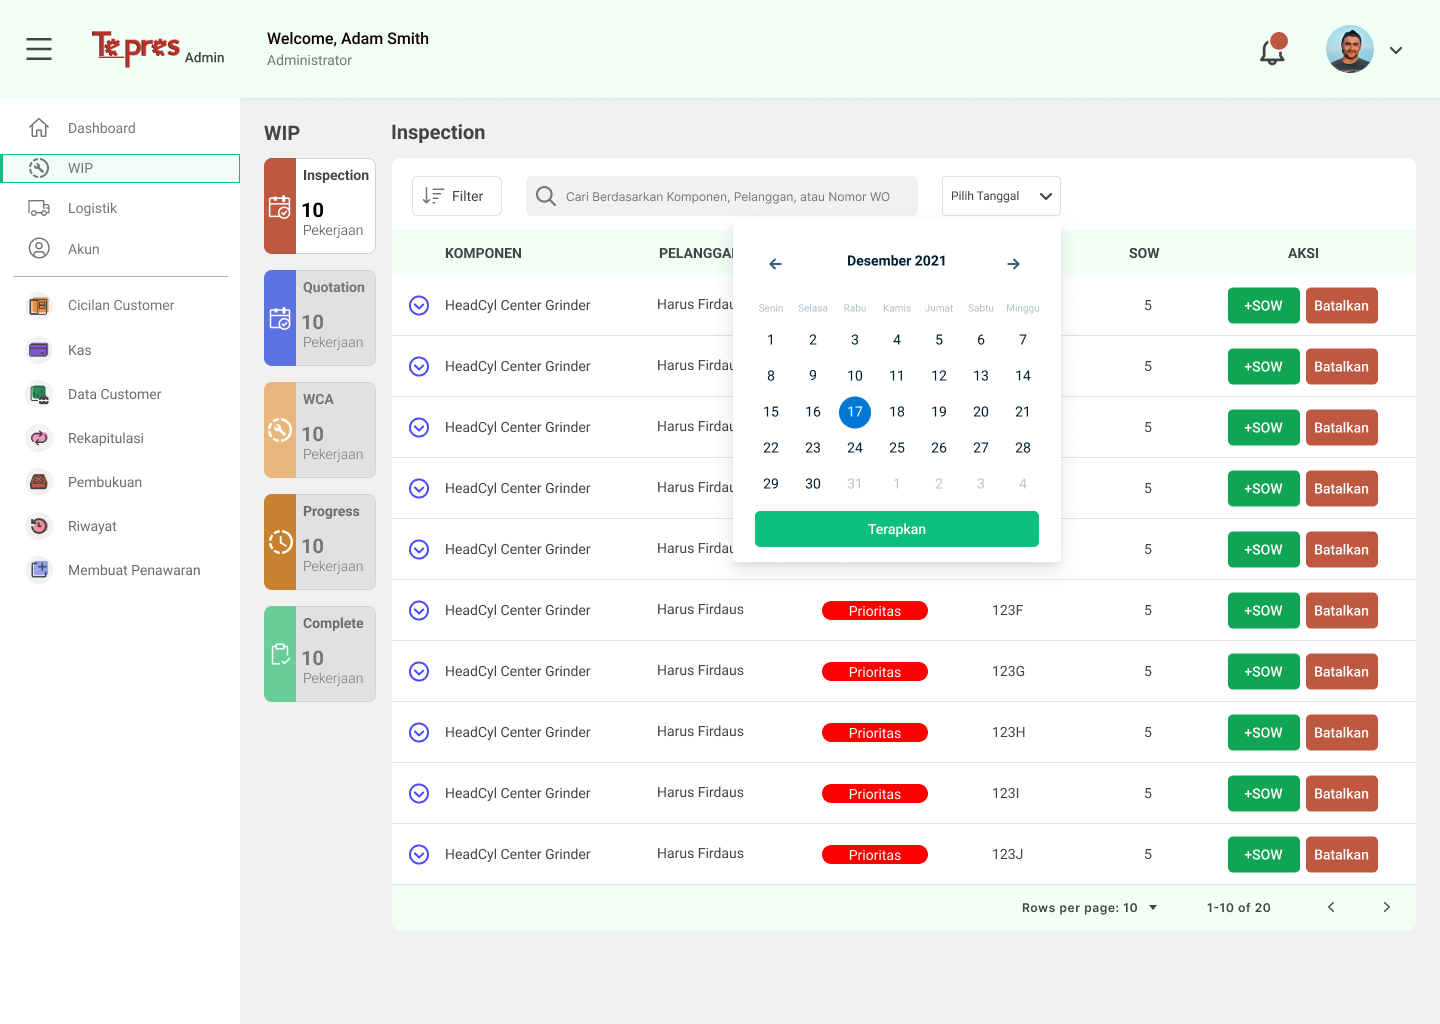 Te pres Admin
Welcome, Adam Smith
Administrator
Dashboard
WIP
Logistik
Akun
Cicilan Customer
Kas
Data Customer
Rekapitulasi
Pembukuan
Riwayat
Membuat Penawaran
WIP
Inspection
10
Pekerjaan
Quotation
10
Pekerjaan
WCA
10
Pekerjaan
Progress
10
Pekerjaan
Complete
10
Pekerjaan
Inspection
Filter
Cari Berdasarkan Komponen, Pelanggan, atau Nomor WO
Pilih Tanggal
KOMPONEN PELANGGA SOW AKSI
HeadCyl Center Grinder Harus Firdau 5 +SOW Batalkan
HeadCyl Center Grinder Harus Firdau 5 +SOW Batalkan
HeadCyl Center Grinder Harus Firdau 5 +SOW Batalkan
HeadCyl Center Grinder Harus Firdau 5 +SOW Batalkan
HeadCyl Center Grinder Harus Firdau 5 +SOW Batalkan
HeadCyl Center Grinder Harus Firdaus Prioritas 123F 5 +SOW Batalkan
HeadCyl Center Grinder Harus Firdaus Prioritas 123G 5 +SOW Batalkan
HeadCyl Center Grinder Harus Firdaus Prioritas 123H 5 +SOW Batalkan
HeadCyl Center Grinder Harus Firdaus Prioritas 123I 5 +SOW Batalkan
HeadCyl Center Grinder Harus Firdaus Prioritas 123J 5 +SOW Batalkan
Desember 2021
Senin Selasa Rabu Kamis Jumat Sabtu Minggu
1 2 3 4 5 6 7
8 9 10 11 12 13 14
15 16 17 18 19 20 21
22 23 24 25 26 27 28
29 30 31 1 2 3 4
Terapkan
Rows per page: 10 1-10 of 20